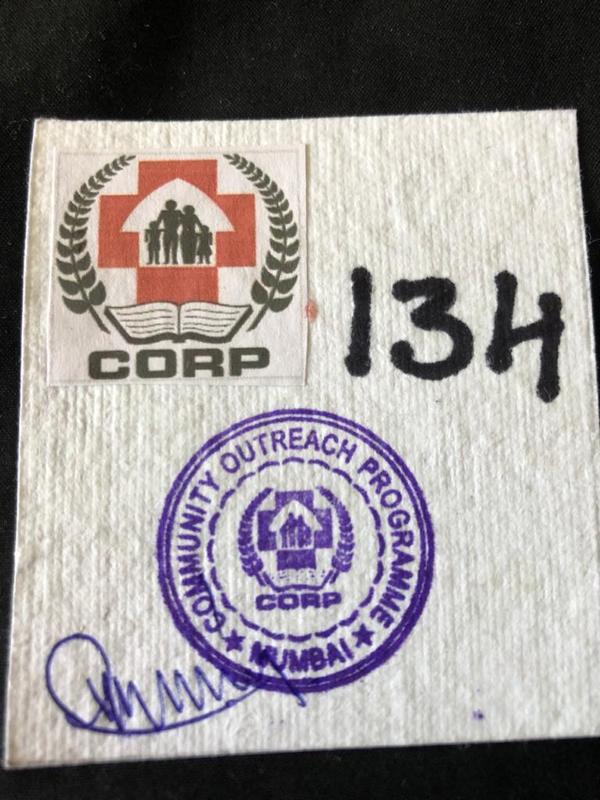 CORP
134
COMMUNITY OUTREACH PROGRAMME
CORP
★ MUMBAI ★